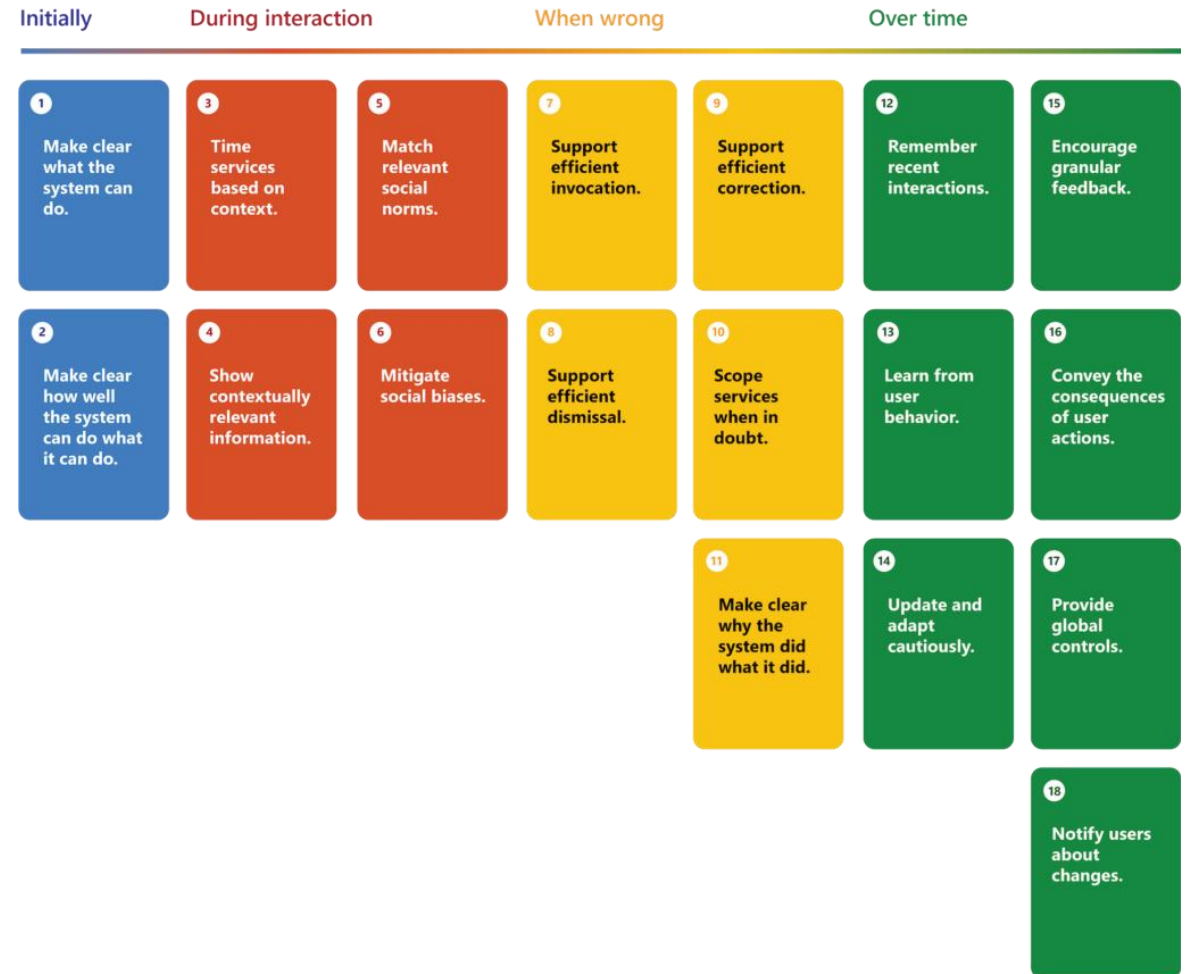 Initially
During interaction
When wrong
Over time
1
Make clear
what the
system can
do.
3
Time
services
based on
context.
5
Match
relevant
social
norms.
7
Support
efficient
invocation.
9
Support
efficient
correction.
12
Remember
recent
interactions.
15
Encourage
granular
feedback.
2
Make clear
how well
the system
can do what
it can do.
4
Show
contextually
relevant
information.
6
Mitigate
social biases.
8
Support
efficient
dismissal.
10
Scope
services
when in
doubt.
13
Learn from
user
behavior.
16
Convey the
consequences
of user
actions.
11
Make clear
why the
system did
what it did.
14
Update and
adapt
cautiously.
17
Provide
global
controls.
18
Notify users
about
changes.